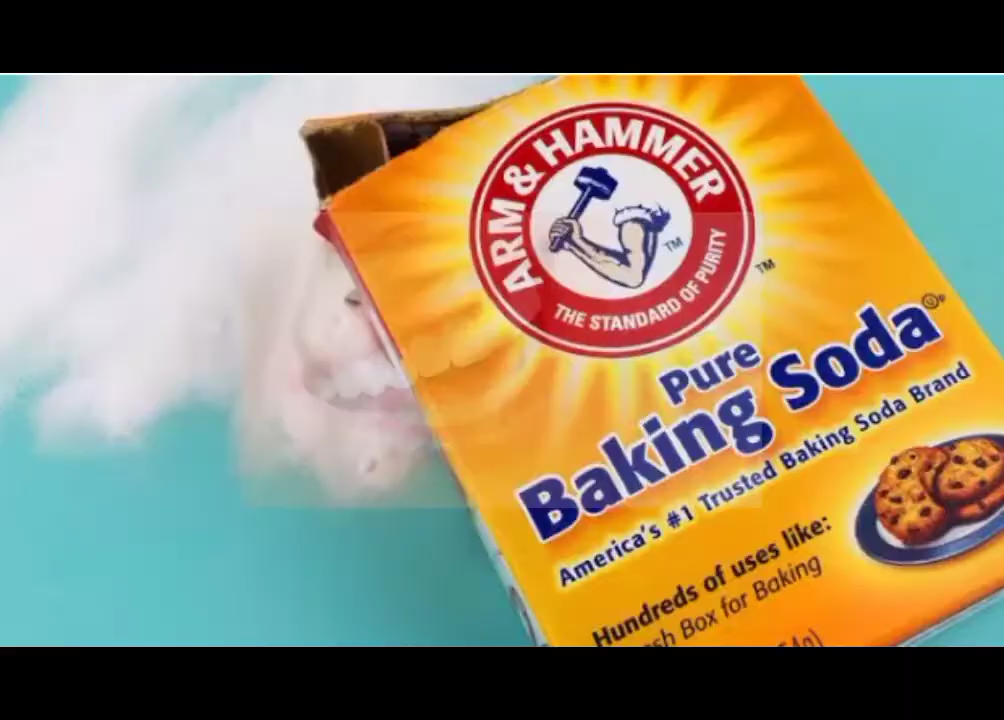 ARM & HAMMER
TM
THE STANDARD OF PURITY
TM
Pure
Baking Soda
America's #1 Trusted Baking Soda Brand
Hundreds of uses like:
Box for Baking